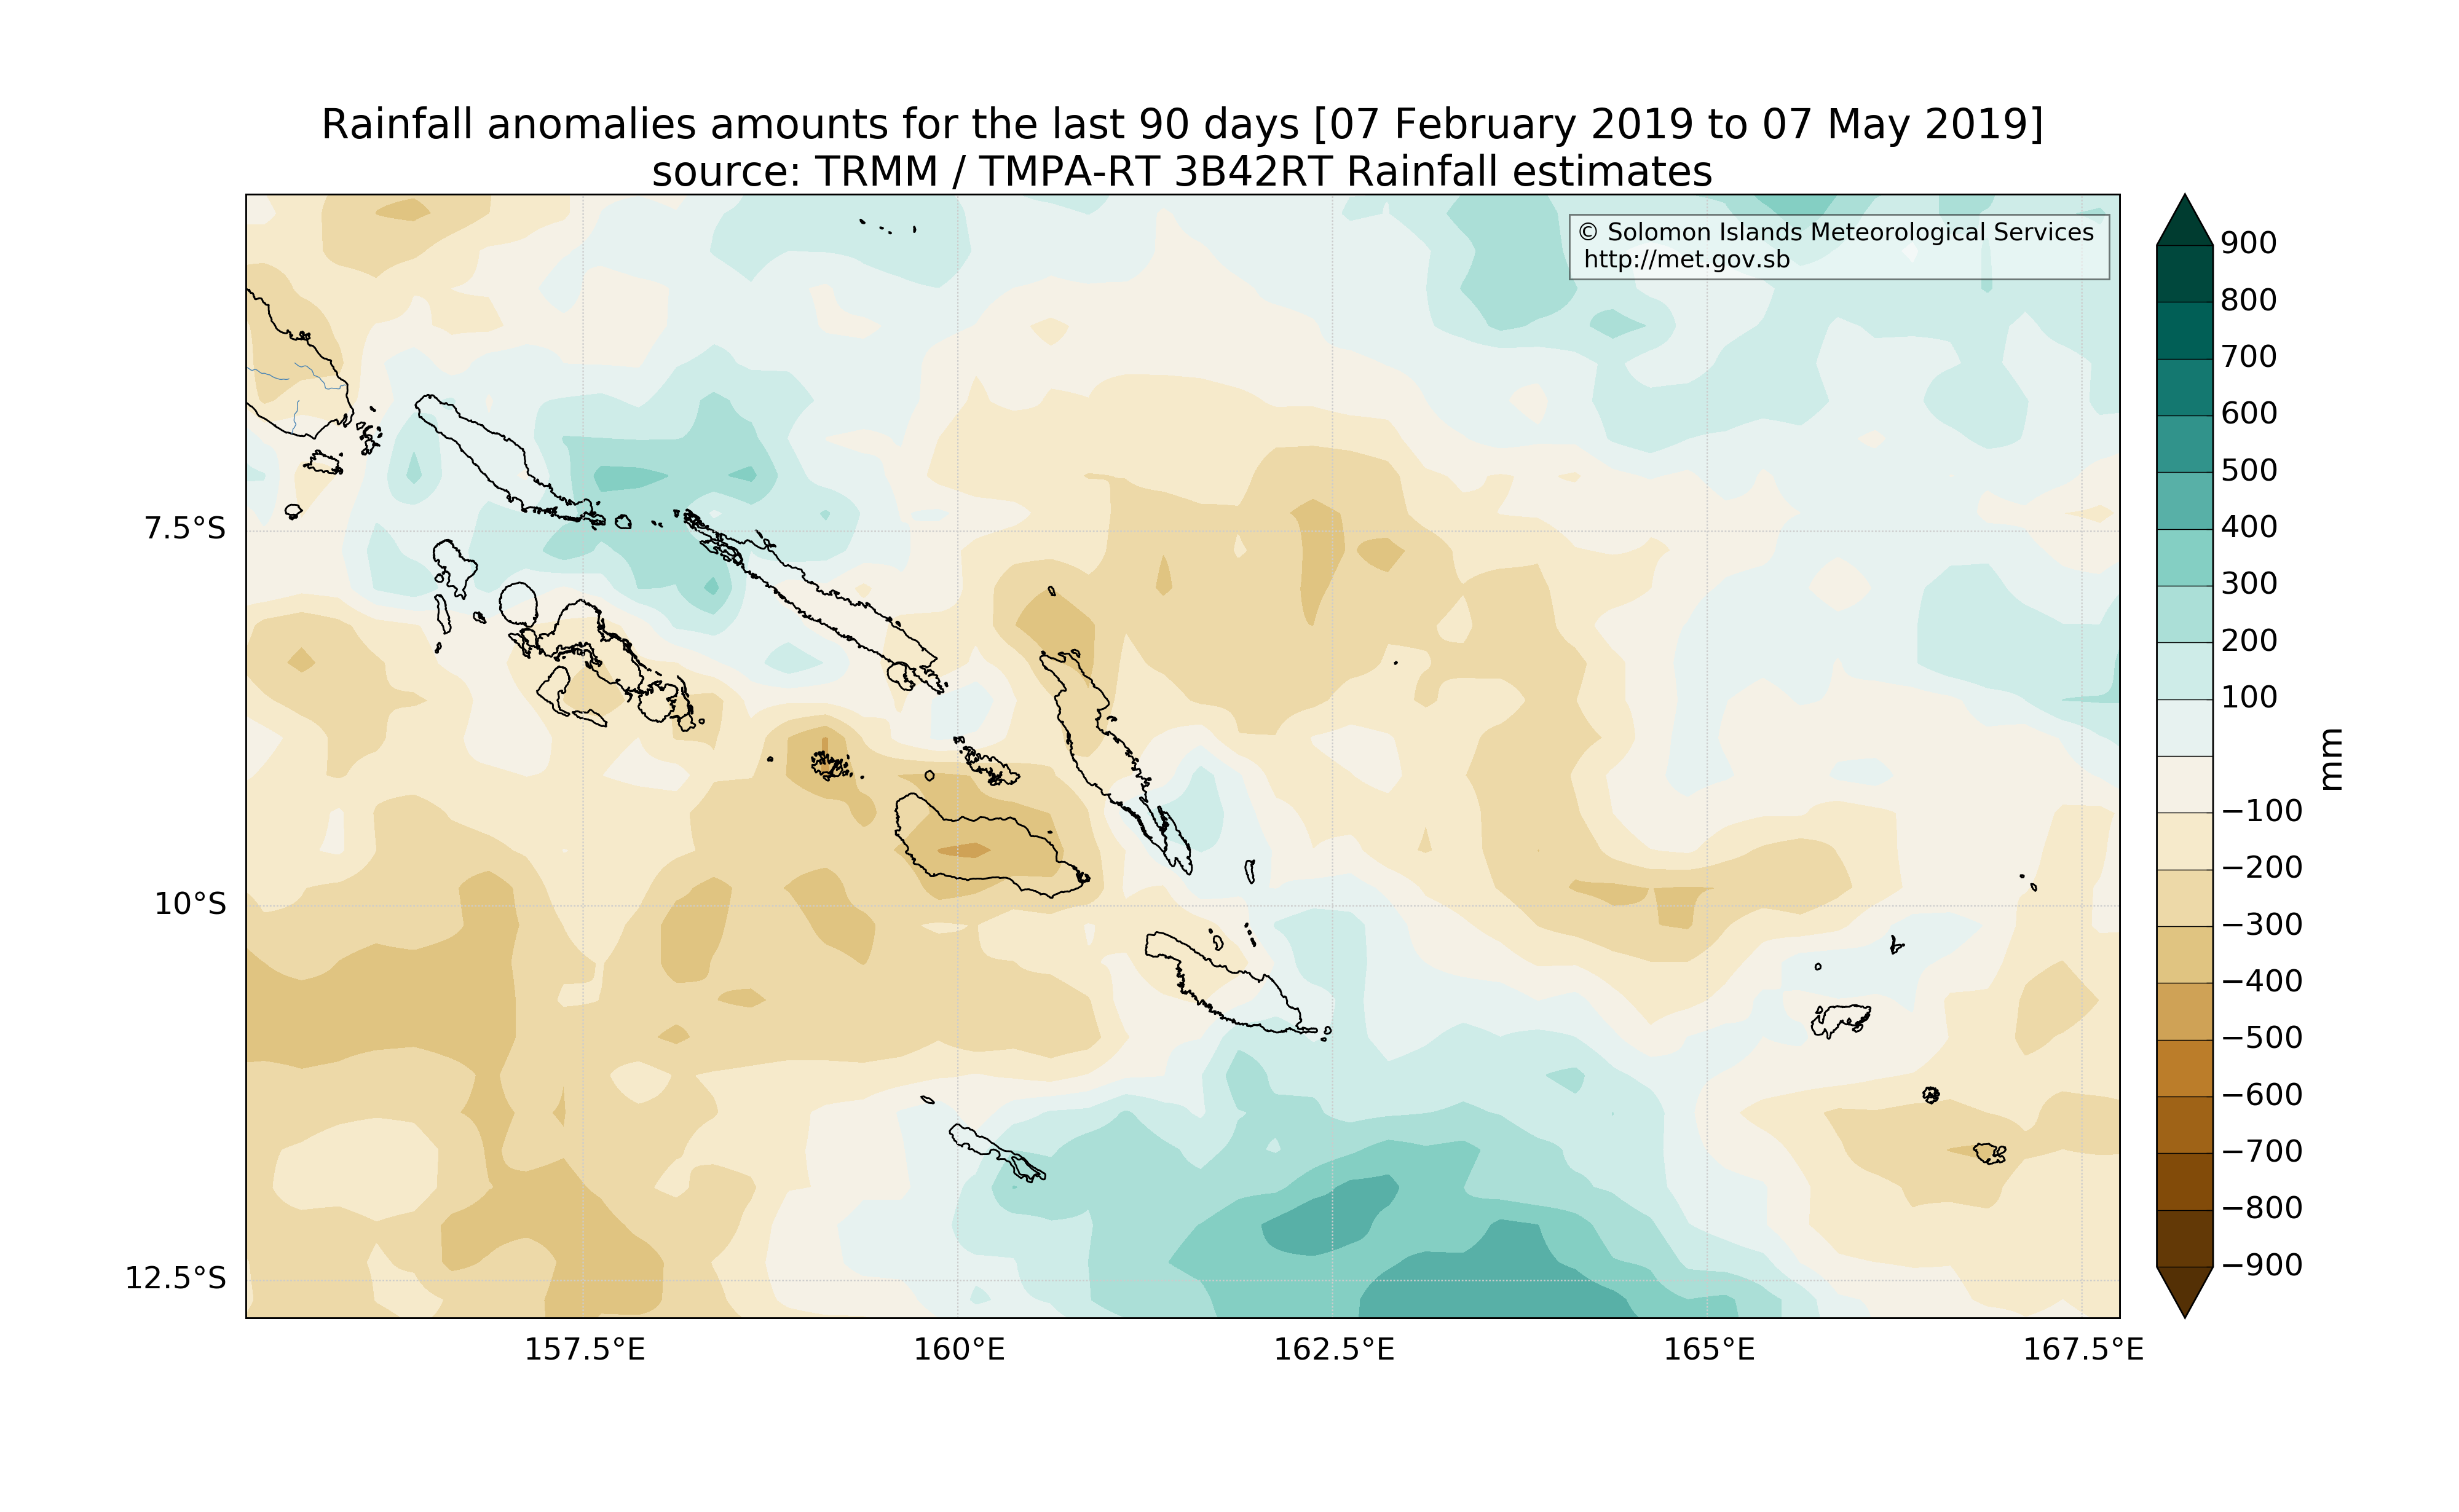 Rainfall anomalies amounts for the last 90 days [07 February 2019 to 07 May 2019]
source: TRMM / TMPA-RT 3B42RT Rainfall estimates
© Solomon Islands Meteorological Services
http://met.gov.sb
7.5°S
10°S
12.5°S
157.5°E
160°E
162.5°E
165°E
167.5°E
900
800
700
600
500
400
300
200
100
−100
−200
−300
−400
−500
−600
−700
−800
−900
mm